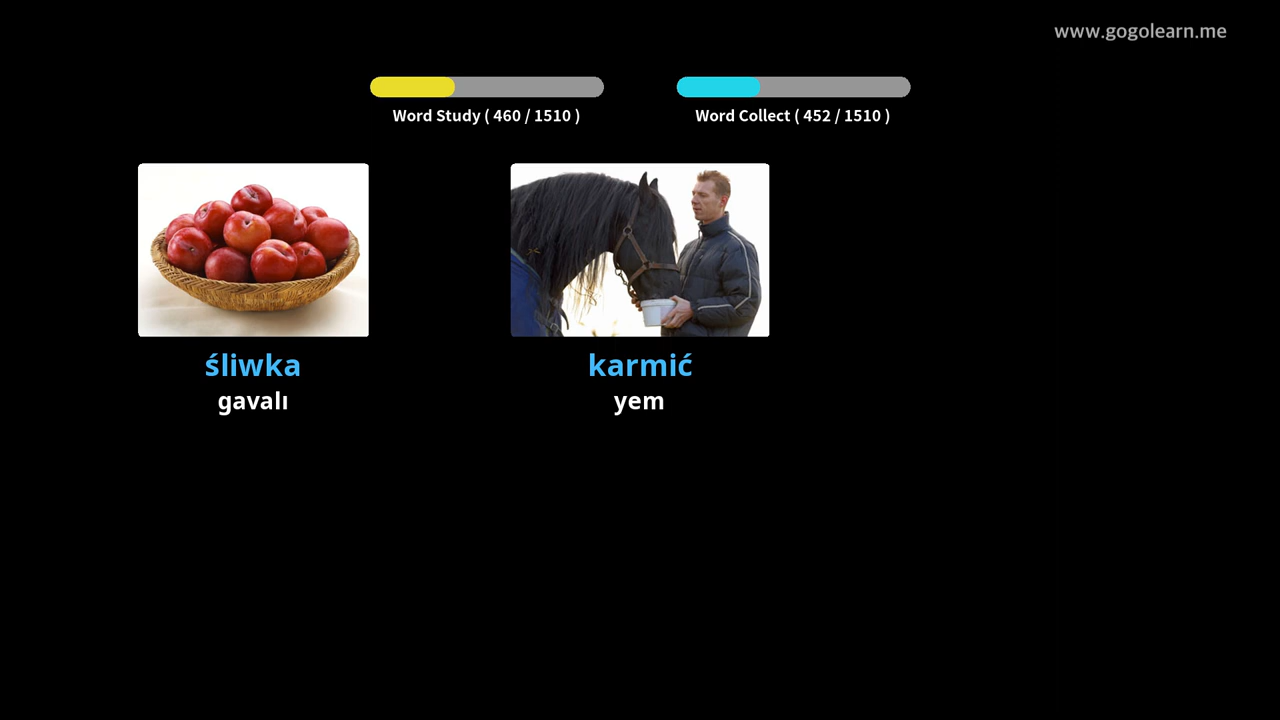 www.gogolearn.me
Word Study ( 460 / 1510 )
Word Collect ( 452 / 1510 )
śliwka
gavalı
karmić
yem